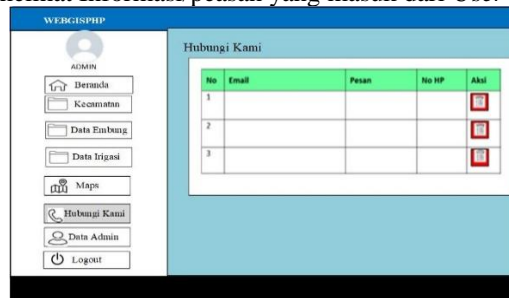 WEBGISPHP
ADMIN
Beranda
Kecamatan
Data Embung
Data Irigasi
Maps
Hubungi Kami
Data Admin
Logout
Hubungi Kami
No Email Pesan No HP Aksi
1
2
3